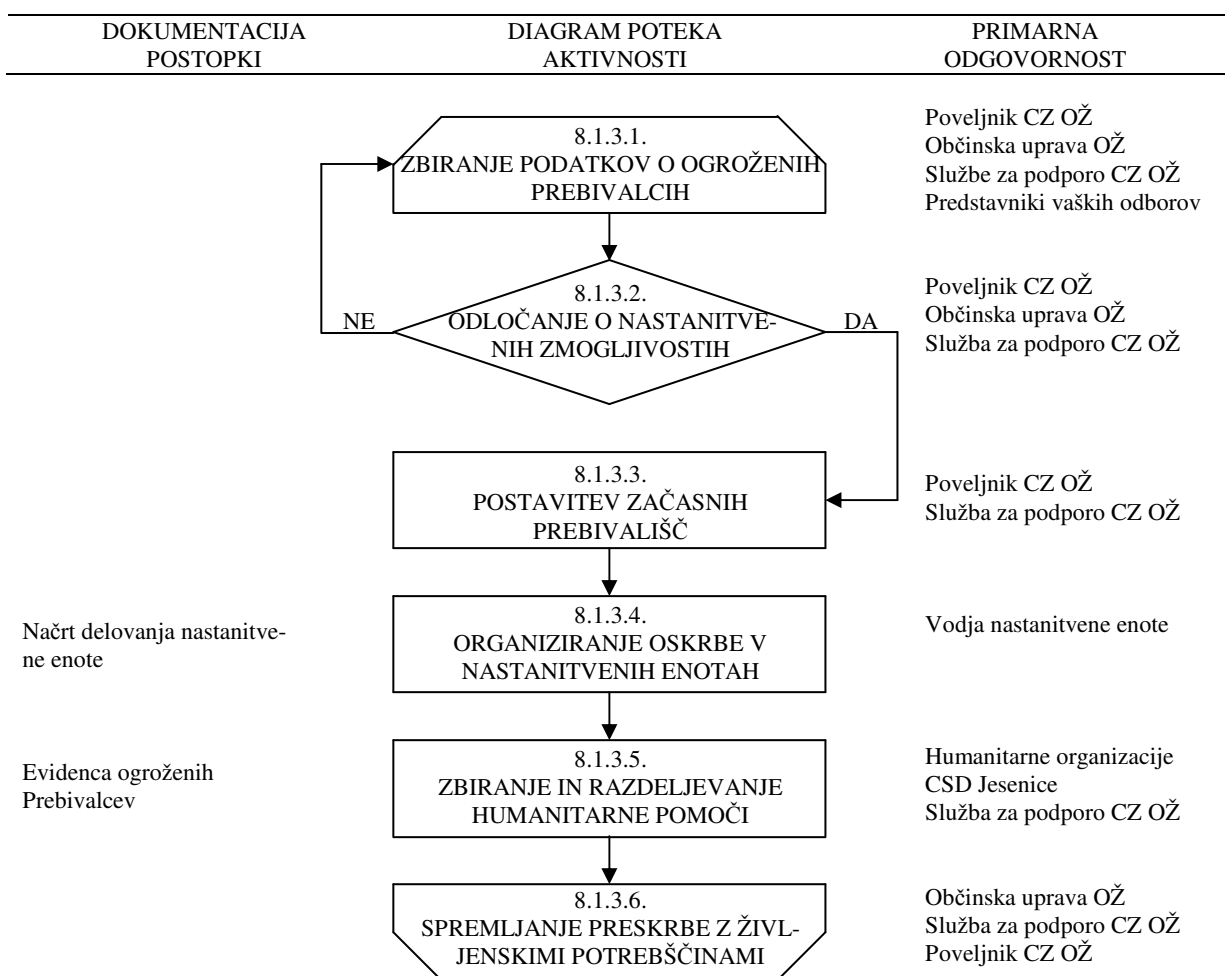 DOKUMENTACIJA
POSTOPKI
DIAGRAM POTEKA
AKTIVNOSTI
PRIMARNA
ODGOVORNOST
8.1.3.1.
ZBIRANJE PODATKOV O OGROŽENIH
PREBIVALCIH
Poveljnik CZ OŽ
Občinska uprava OŽ
Službe za podporo CZ OŽ
Predstavniki vaških odborov
8.1.3.2.
ODLOČANJE O NASTANITVE-
NIH ZMOGLJIVOSTIH
NE
DA
Poveljnik CZ OŽ
Občinska uprava OŽ
Služba za podporo CZ OŽ
8.1.3.3.
POSTAVITEV ZAČASNIH
PREBIVALIŠČ
Poveljnik CZ OŽ
Služba za podporo CZ OŽ
Načrt delovanja nastanitve-
ne enote
8.1.3.4.
ORGANIZIRANJE OSKRBE V
NASTANITVENIH ENOTAH
Vodja nastanitvene enote
Evidenca ogroženih
Prebivalcev
8.1.3.5.
ZBIRANJE IN RAZDELJEVANJE
HUMANITARNE POMOČI
Humanitarne organizacije
CSD Jesenice
Služba za podporo CZ OŽ
8.1.3.6.
SPREMLJANJE PRESKRBE Z ŽIVL-
JENSKIMI POTREBŠČINAMI
Občinska uprava OŽ
Služba za podporo CZ OŽ
Poveljnik CZ OŽ